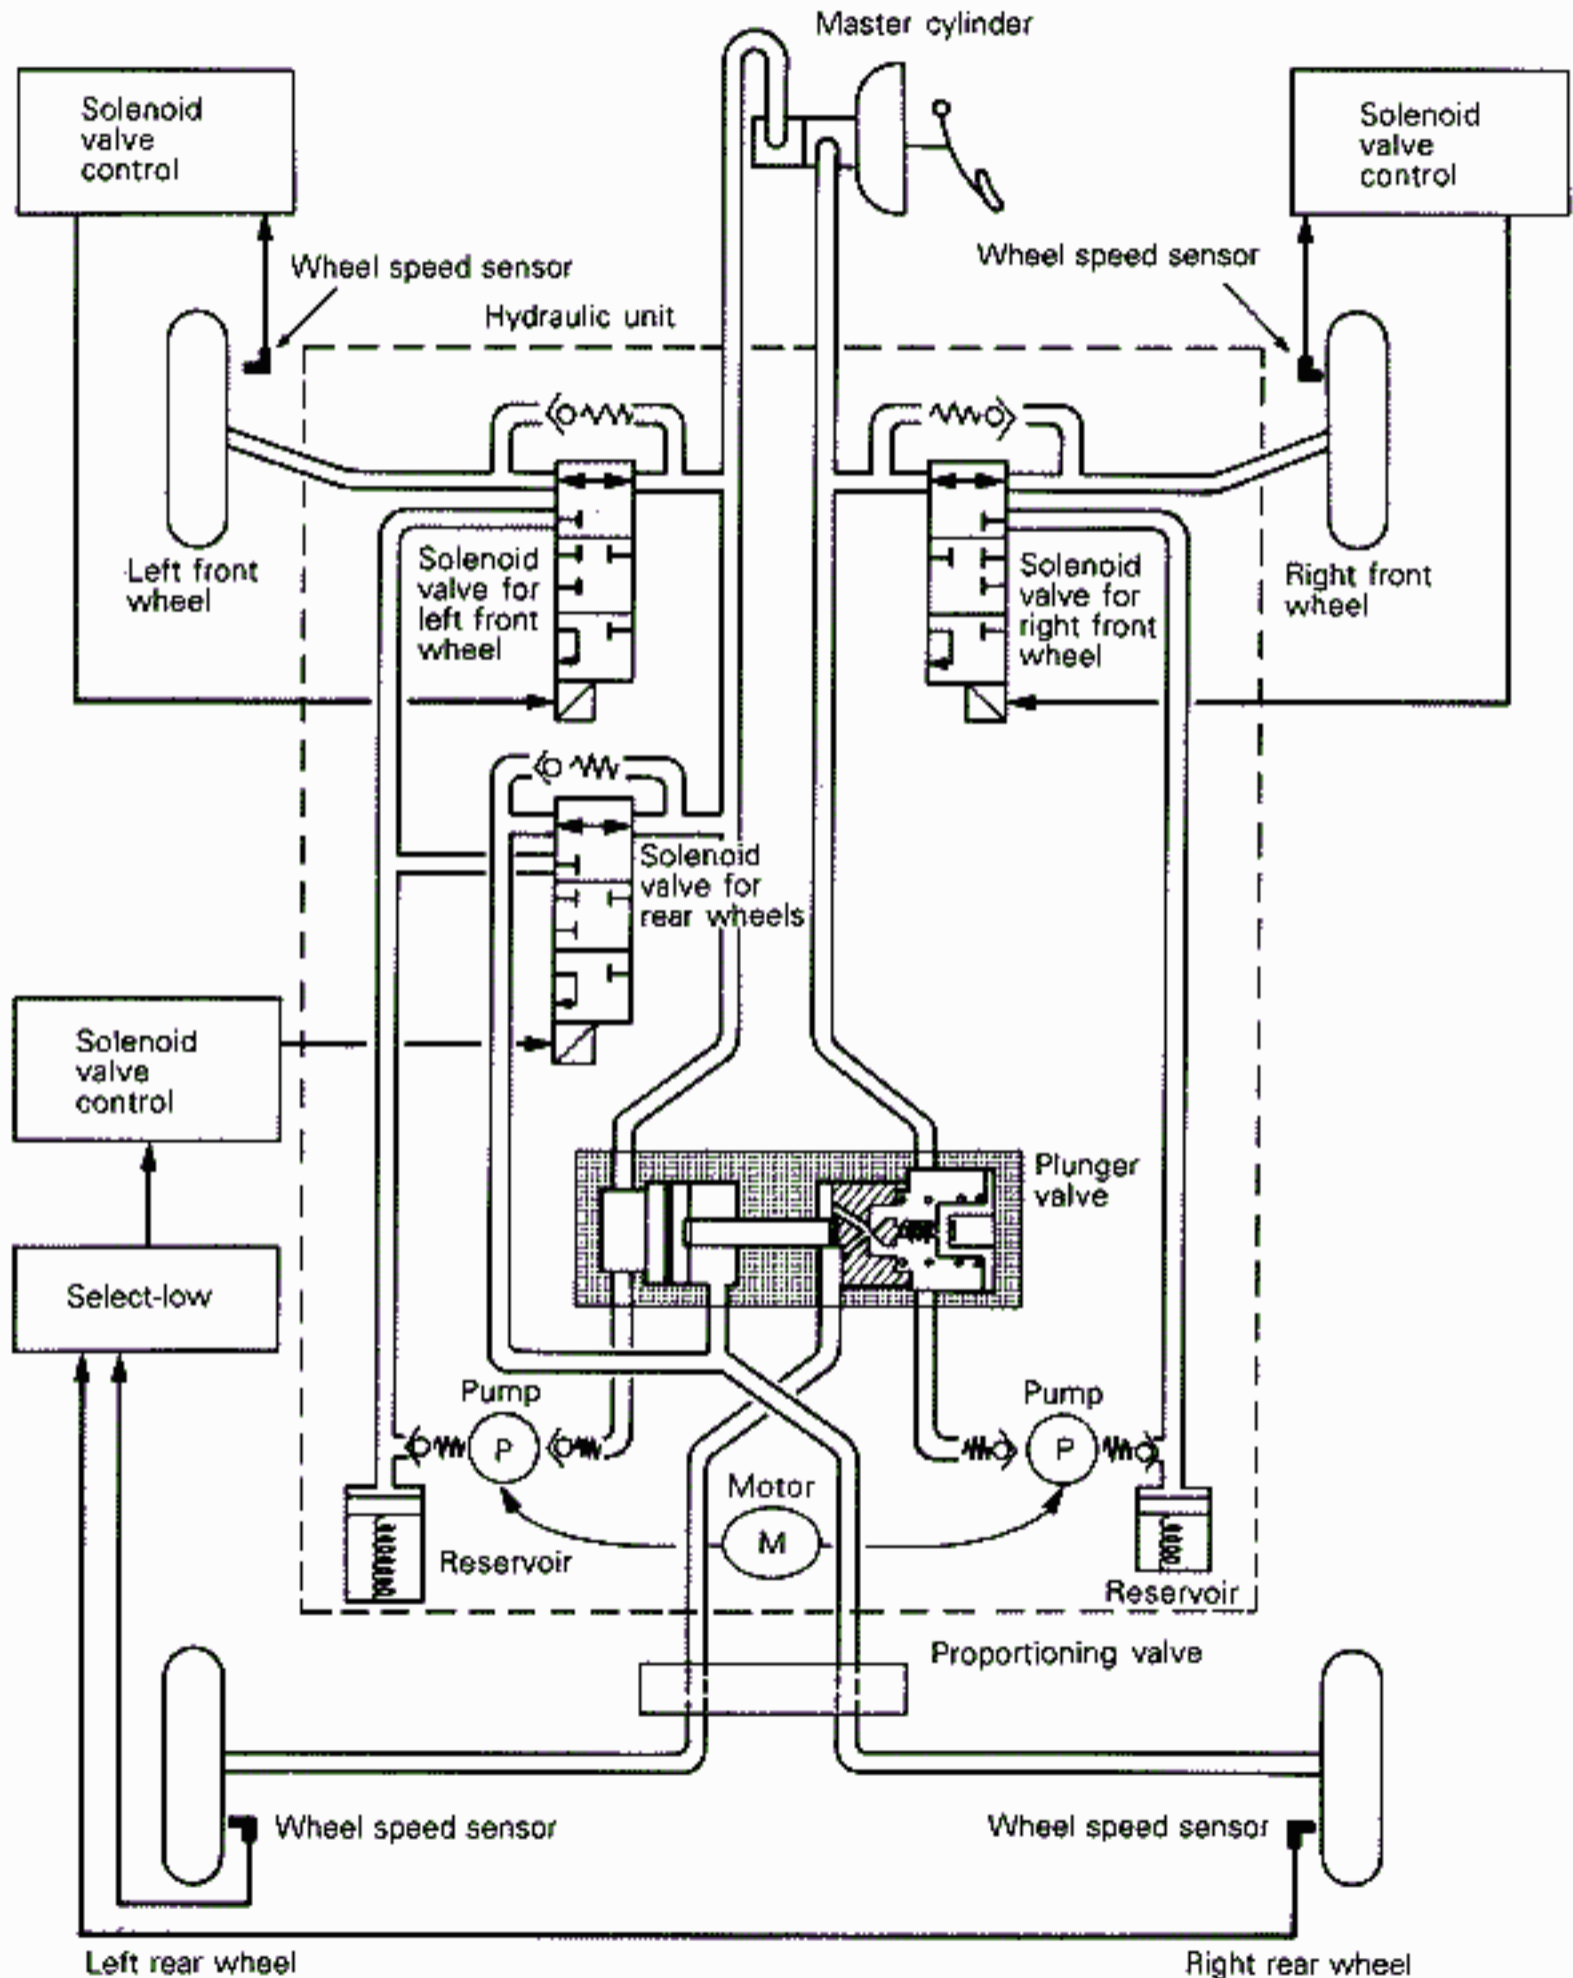 Master cylinder
Solenoid
valve
control
Solenoid
valve
control
Wheel speed sensor
Wheel speed sensor
Hydraulic unit
Left front
wheel
Solenoid
valve for
left front
wheel
Solenoid
valve for
right front
wheel
Right front
wheel
Solenoid
valve for
rear wheels
Solenoid
valve
control
Plunger
valve
Select-low
Pump
P
Pump
P
Motor
M
Reservoir
Reservoir
Proportioning valve
Wheel speed sensor
Wheel speed sensor
Left rear wheel
Right rear wheel